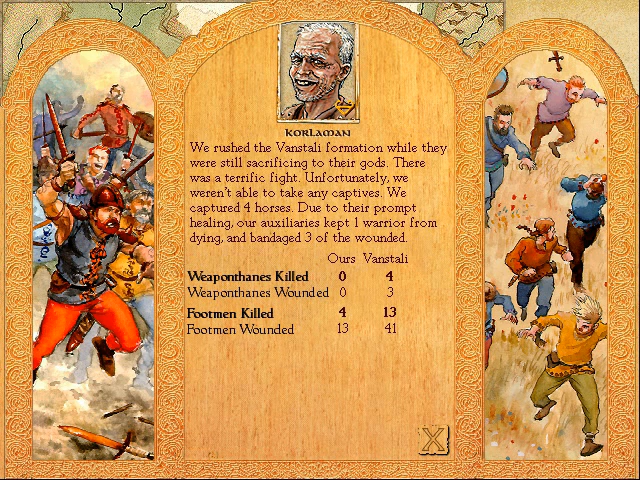 KORLAMAN
We rushed the Vanstali formation while they
were still sacrificing to their gods. There
was a terrific fight. Unfortunately, we
weren't able to take any captives. We
captured 4 horses. Due to their prompt
healing, our auxiliaries kept 1 warrior from
dying, and bandaged 3 of the wounded.
Ours Vanstali
Weaponthanes Killed 0 4
Weaponthanes Wounded 0 3
Footmen Killed 4 13
Footmen Wounded 13 41
X